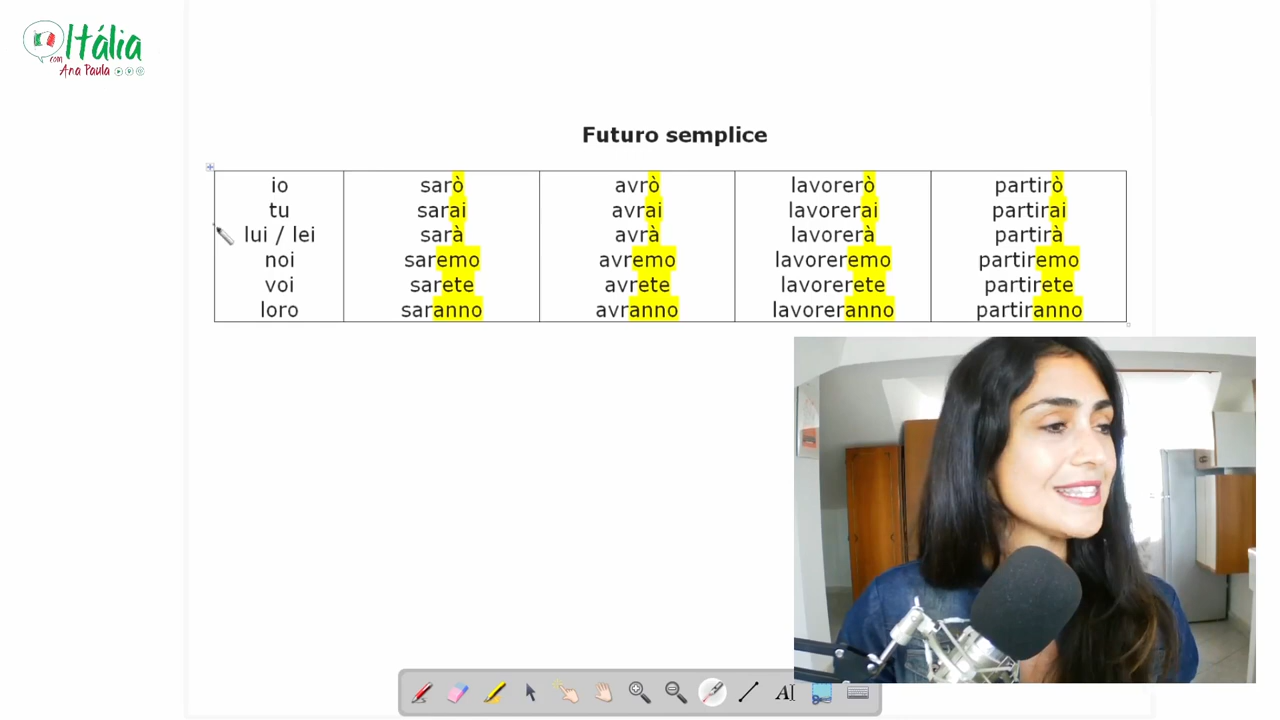 Itália
com
Ana Paula
Futuro semplice
io sarò avrò lavorerò partirò
tu sarai avrai lavorerai partirai
lui / lei sarà avrà lavorerà partirà
noi saremo avremo lavoreremo partiremo
voi sarete avrete lavorerete partirete
loro saranno avranno lavoreranno partiranno
AI